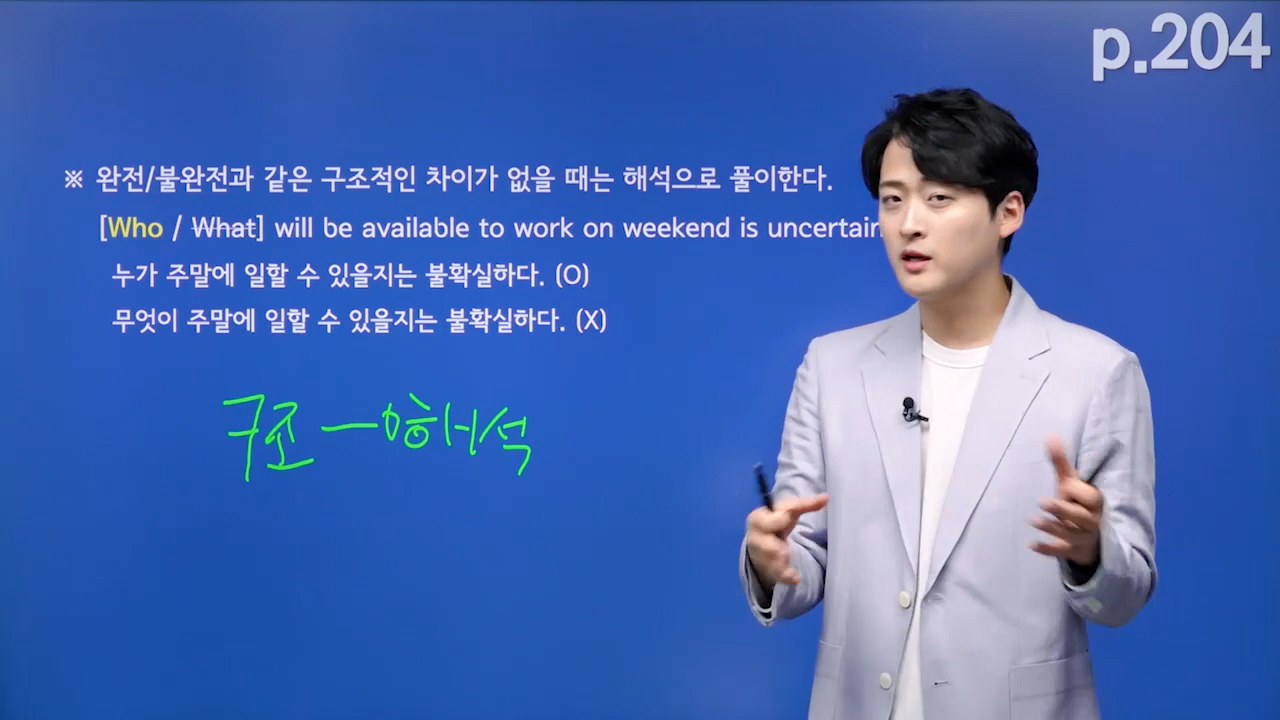 p.204
※ 완전/불완전과 같은 구조적인 차이가 없을 때는 해석으로 풀이한다.
[Who / What] will be available to work on weekend is uncertain
누가 주말에 일할 수 있을지는 불확실하다. (O)
무엇이 주말에 일할 수 있을지는 불확실하다. (X)
구조 → 해석